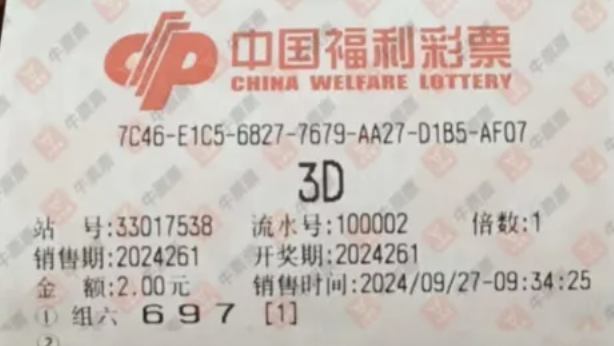 中国福利彩票
CHINA WELFARE LOTTERY
7C46-E1C5-6827-7679-AA27-D1B5-AF07
3D
站 号:33017538 流水号:100002 倍数:1
销售期:2024261 开奖期:2024261
金 额:2.00元 销售时间:2024/09/27-09:34:25
① 组六 6 9 7 [1]
②